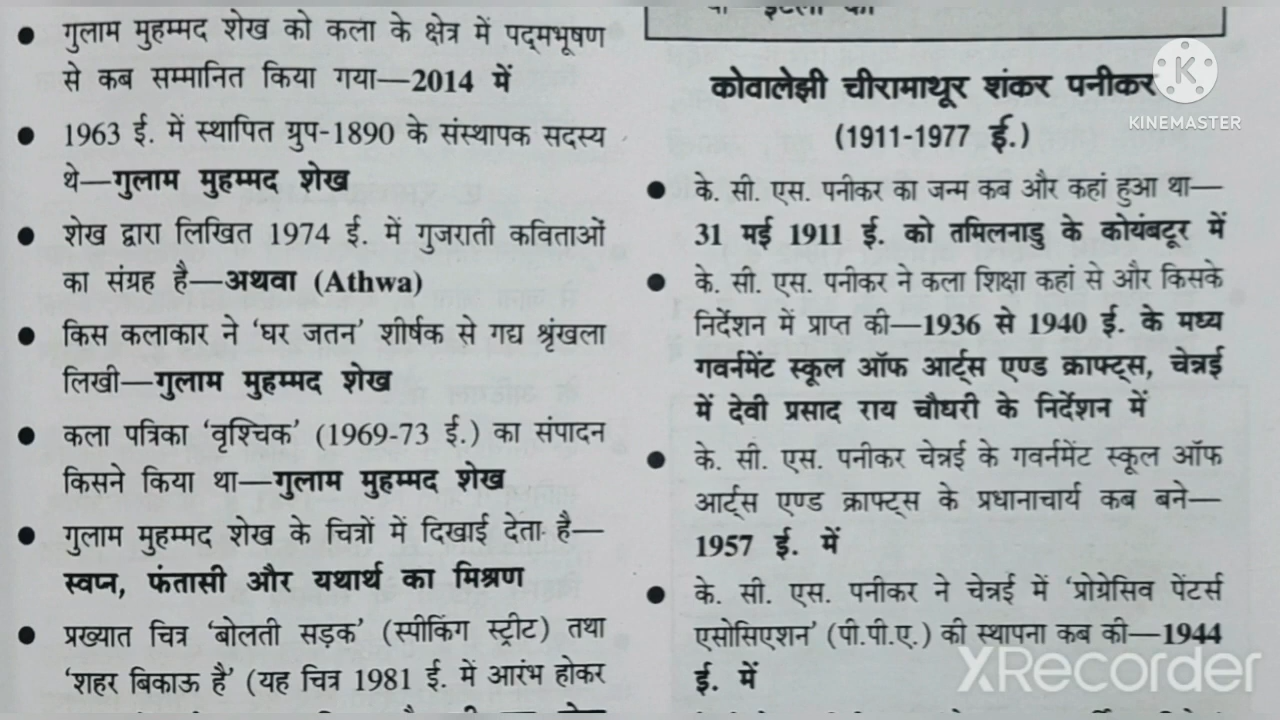 गुलाम मुहम्मद शेख को कला के क्षेत्र में पद्मभूषण
से कब सम्मानित किया गया—2014 में
1963 ई. में स्थापित ग्रुप-1890 के संस्थापक सदस्य
थे—गुलाम मुहम्मद शेख
शेख द्वारा लिखित 1974 ई. में गुजराती कविताओं
का संग्रह है—अथवा (Athwa)
किस कलाकार ने ‘घर जतन’ शीर्षक से गद्य श्रृंखला
लिखी—गुलाम मुहम्मद शेख
कला पत्रिका ‘वृश्चिक’ (1969-73 ई.) का संपादन
किसने किया था—गुलाम मुहम्मद शेख
गुलाम मुहम्मद शेख के चित्रों में दिखाई देता है—
स्वप्न, फंतासी और यथार्थ का मिश्रण
प्रख्यात चित्र ‘बोलती सड़क’ (स्पीकिंग स्ट्रीट) तथा
‘शहर बिकाऊ है’ (यह चित्र 1981 ई. में आरंभ होकर
कोवालेझी चीरामाथूर शंकर पनीकर
(1911-1977 ई.)
के. सी. एस. पनीकर का जन्म कब और कहां हुआ था—
31 मई 1911 ई. को तमिलनाडु के कोयंबटूर में
के. सी. एस. पनीकर ने कला शिक्षा कहां से और किसके
निर्देशन में प्राप्त की—1936 से 1940 ई. के मध्य
गवर्नमेंट स्कूल ऑफ आर्ट्स एण्ड क्राफ्ट्स, चेन्नई
में देवी प्रसाद राय चौधरी के निर्देशन में
के. सी. एस. पनीकर चेन्नई के गवर्नमेंट स्कूल ऑफ
आर्ट्स एण्ड क्राफ्ट्स के प्रधानाचार्य कब बने—
1957 ई. में
के. सी. एस. पनीकर ने चेन्नई में ‘प्रोग्रेसिव पेंटर्स
एसोसिएशन’ (पी.पी.ए.) की स्थापना कब की—1944
ई. में
K
KINEMASTER
XRecorder